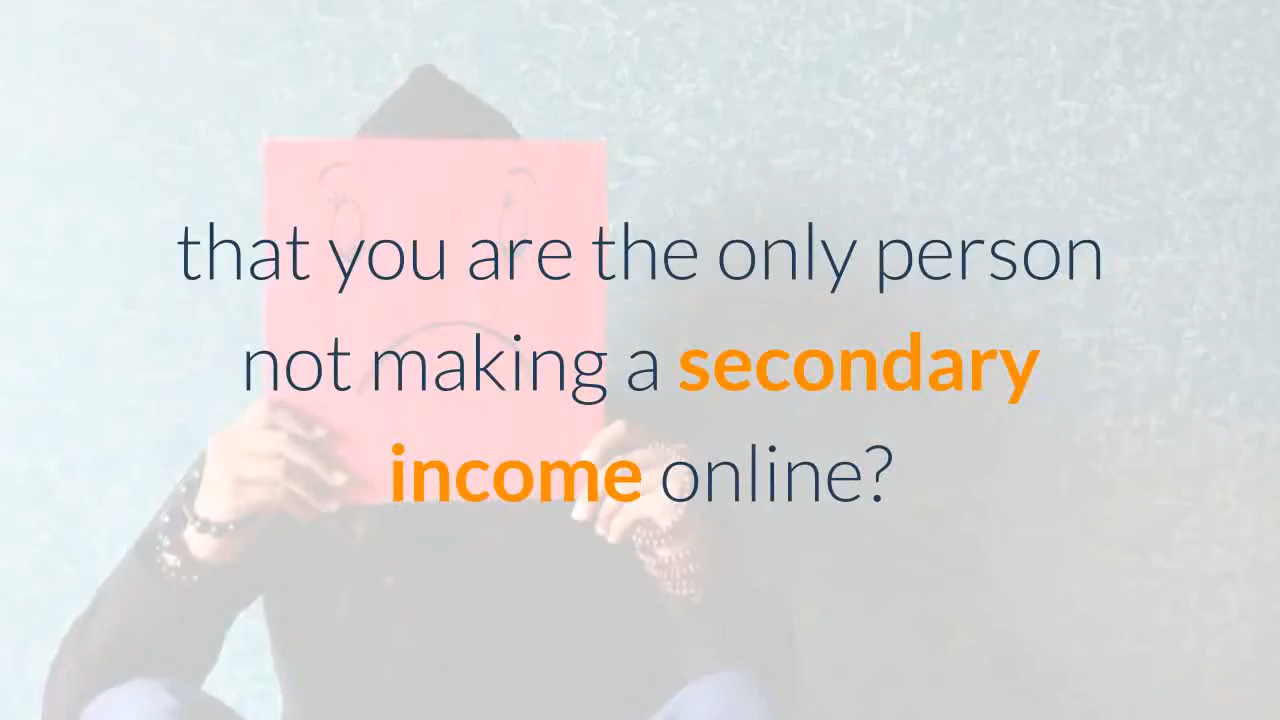 that you are the only person
not making a secondary
income online?